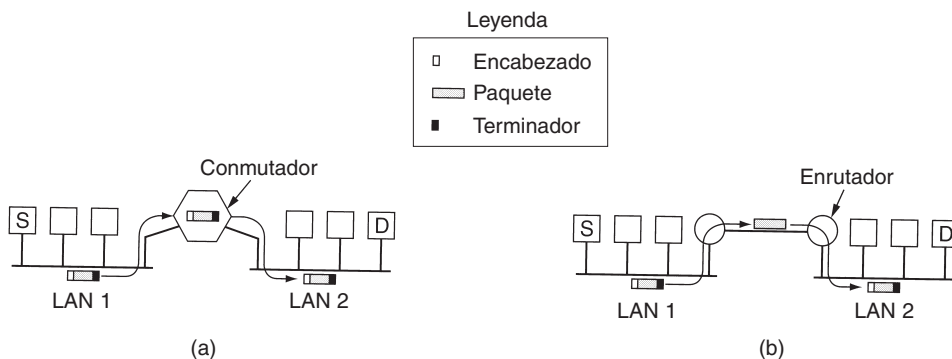 Leyenda
Encabezado
Paquete
Terminador
Conmutador
S
D
LAN 1
LAN 2
(a)
Enrutador
S
D
LAN 1
LAN 2
(b)